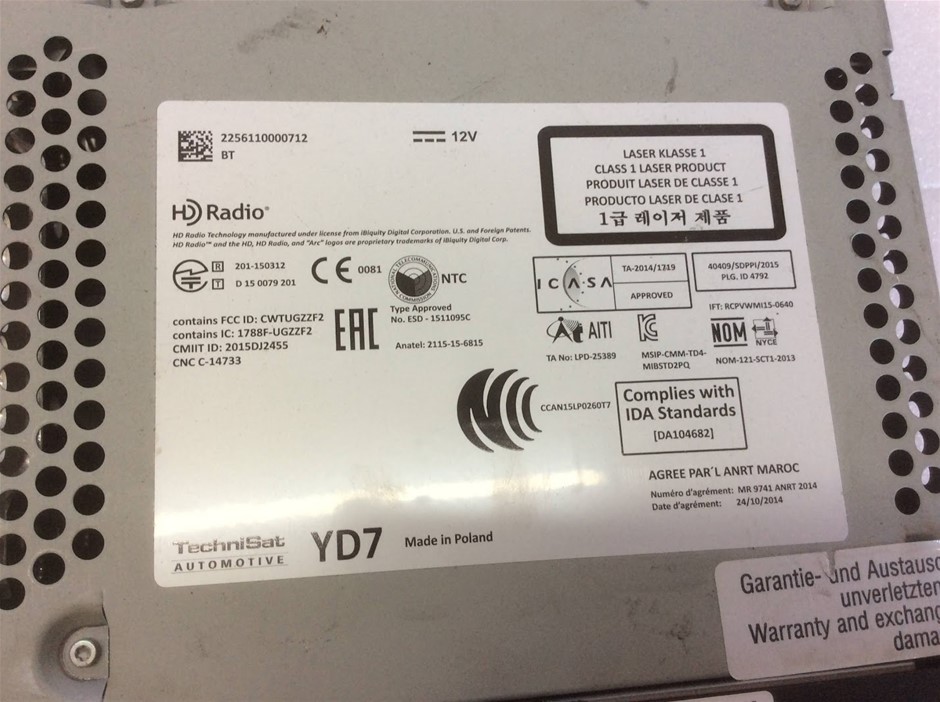 2256110000712
BT
12V
LASER KLASSE 1
CLASS 1 LASER PRODUCT
PRODUIT LASER DE CLASSE 1
PRODUCTO LASER DE CLASE 1
1급 레이저 제품
HD Radio®
HD Radio Technology manufactured under license from iBiquity Digital Corporation. U.S. and Foreign Patents.
HD Radio™ and the HD, HD Radio, and "Arc" logos are proprietary trademarks of iBiquity Digital Corp.
R 201-150312
T D 15 0079 201
CE 0081
NATIONAL TELECOMMUNICATIONS COMMISSION
NTC
Type Approved
No. ESD - 1511095C
ICASA
TA-2014/1719
APPROVED
40409/SDPPI/2015
PLG. ID 4792
IFT: RCPVWMI15-0640
contains FCC ID: CWTUGZZF2
contains IC: 1788F-UGZZF2
CMIIT ID: 2015DJ2455
CNC C-14733
EAC
Anatel: 2115-15-6815
AITI
TA No: LPD-25389
MSIP-CMM-TD4-
MIB5TD2PQ
NOM
NYCE
NOM-121-SCT1-2013
CCAN15LP0260T7
Complies with
IDA Standards
[DA104682]
AGREE PAR´L ANRT MAROC
Numéro d'agrément: MR 9741 ANRT 2014
Date d'agrément: 24/10/2014
TechniSat
AUTOMOTIVE
YD7
Made in Poland
Garantie- und Austausc
unverletzten
Warranty and exchang
dama